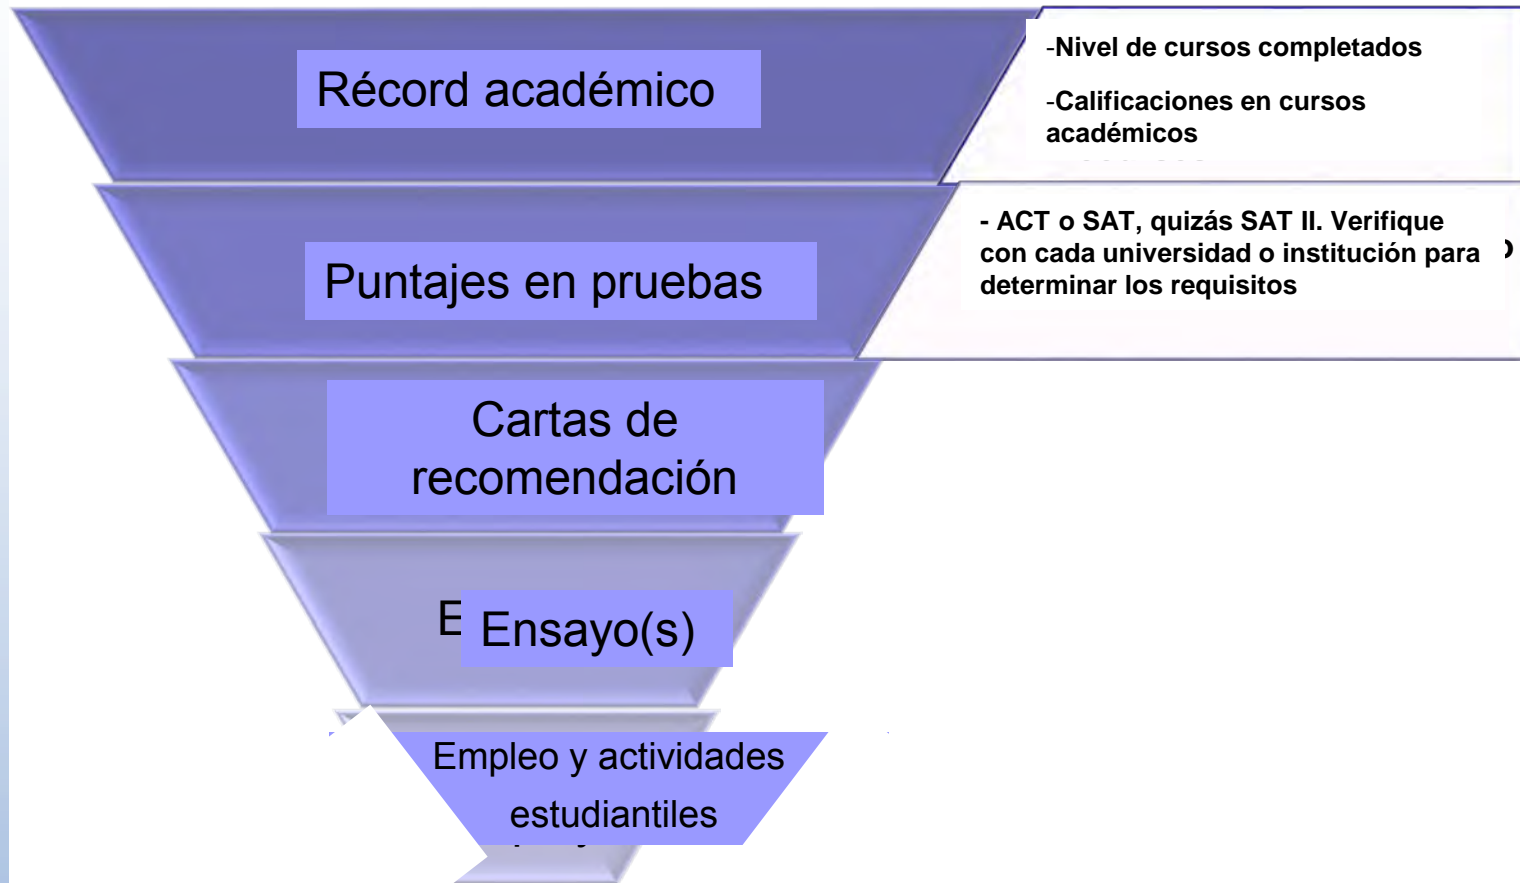 Récord académico
-Nivel de cursos completados
-Calificaciones en cursos
académicos
Puntajes en pruebas
- ACT o SAT, quizás SAT II. Verifique
con cada universidad o institución para
determinar los requisitos
Cartas de
recomendación
E
Ensayo(s)
Empleo y actividades
estudiantiles